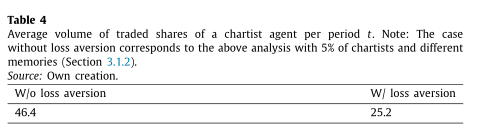 Table 4
Average volume of traded shares of a chartist agent per period t. Note: The case
without loss aversion corresponds to the above analysis with 5% of chartists and different
memories (Section 3.1.2).
Source: Own creation.
W/o loss aversion W/ loss aversion
46.4 25.2